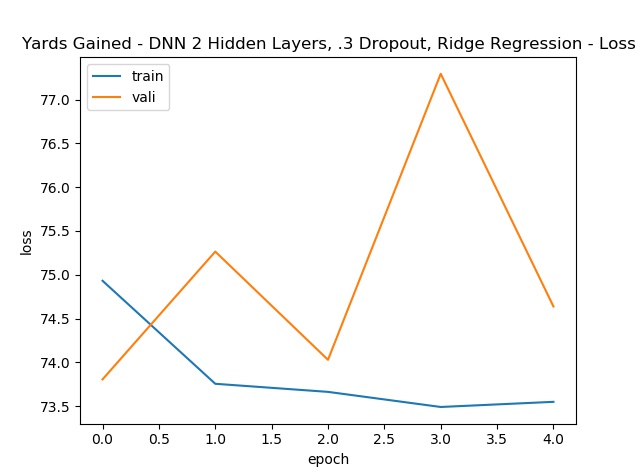 Yards Gained - DNN 2 Hidden Layers, .3 Dropout, Ridge Regression - Loss
train
vali
77.0
76.5
76.0
75.5
75.0
74.5
74.0
73.5
loss
0.0 0.5 1.0 1.5 2.0 2.5 3.0 3.5 4.0
epoch